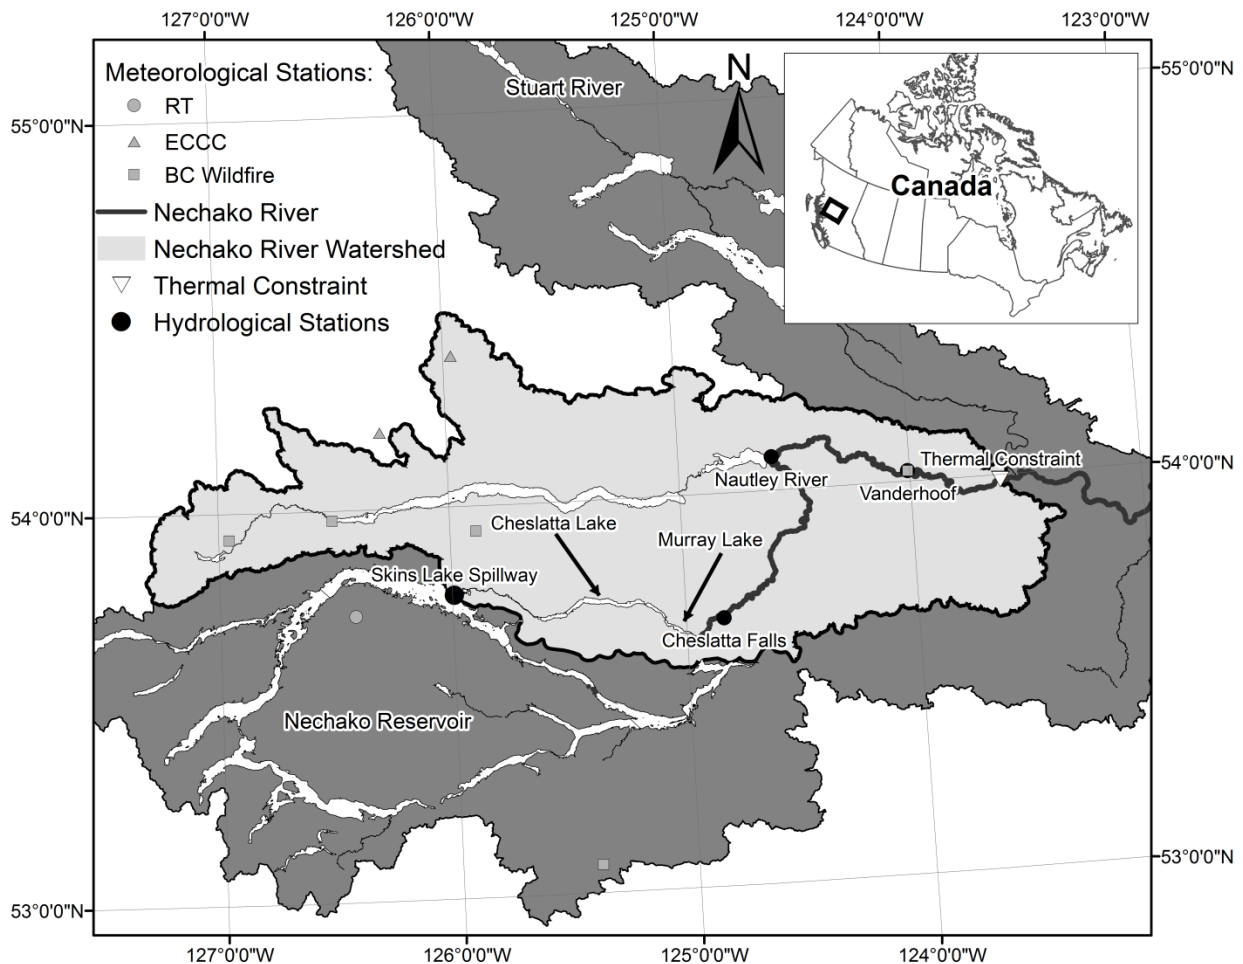 127°0'0"W
126°0'0"W
125°0'0"W
124°0'0"W
123°0'0"W
Meteorological Stations:
RT
ECCC
BC Wildfire
Nechako River
Nechako River Watershed
Thermal Constraint
Hydrological Stations
Stuart River
N
Canada
55°0'0"N
55°0'0"N
54°0'0"N
54°0'0"N
53°0'0"N
53°0'0"N
Thermal Constraint
Nautley River
Vanderhoof
Cheslatta Lake
Murray Lake
Skins Lake Spillway
Cheslatta Falls
Nechako Reservoir
127°0'0"W
126°0'0"W
125°0'0"W
124°0'0"W